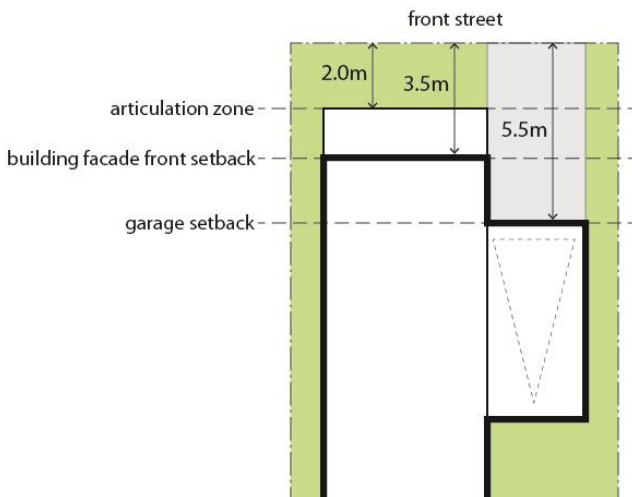 front street
2.0m
3.5m
articulation zone
5.5m
building facade front setback
garage setback